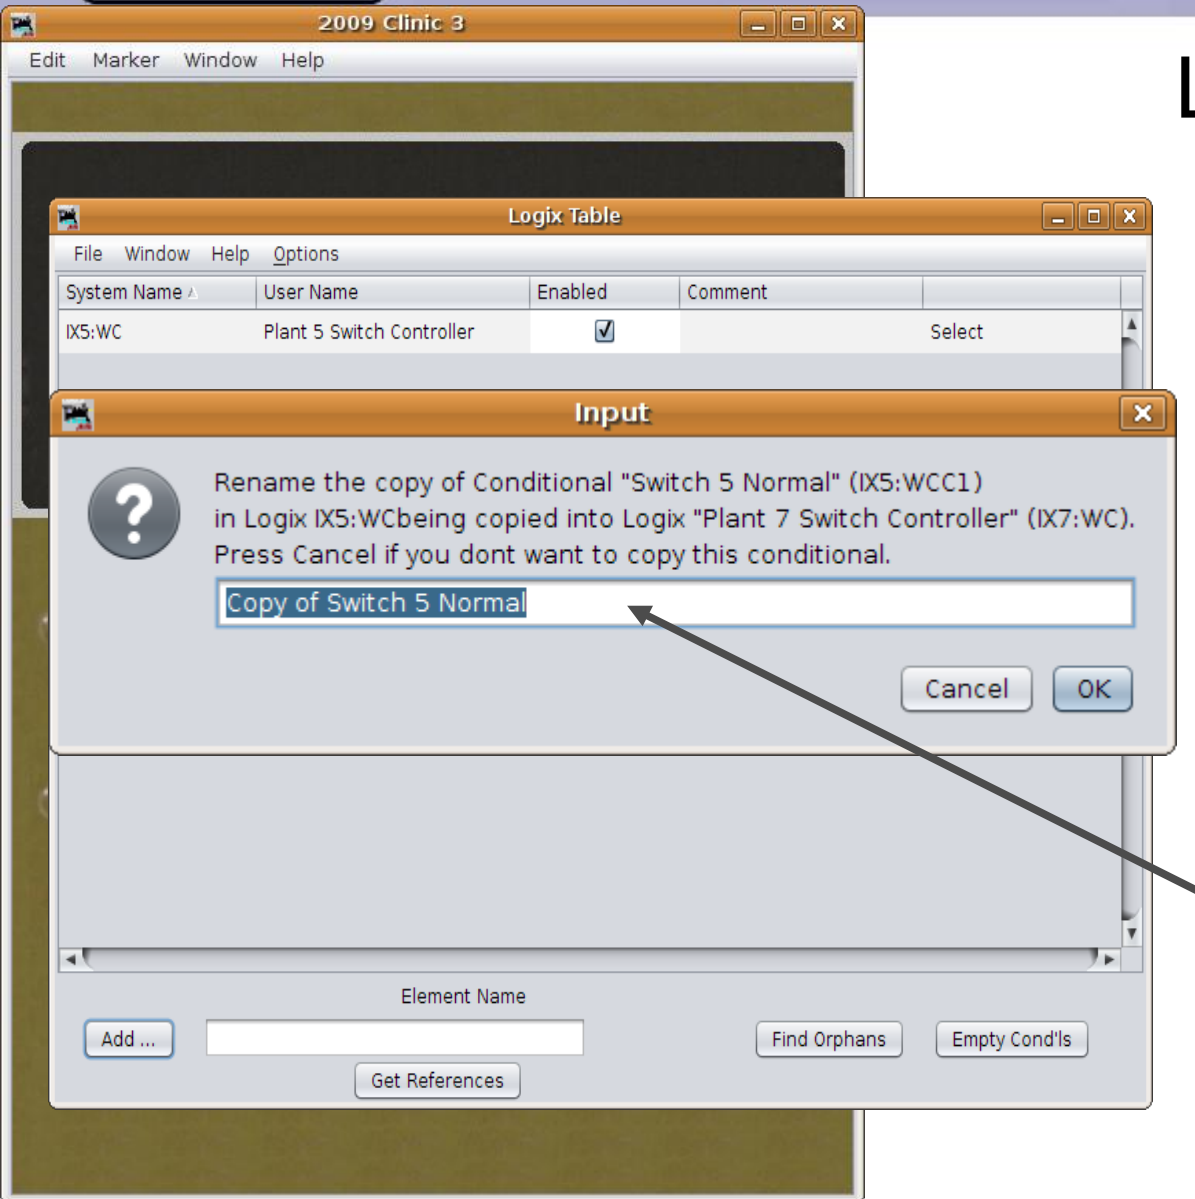 2009 Clinic 3
Edit Marker Window Help
L
Logix Table
File Window Help Options
System Name User Name Enabled Comment
IX5:WC Plant 5 Switch Controller Select
Input
Rename the copy of Conditional "Switch 5 Normal" (IX5:WCC1)
in Logix IX5:WCbeing copied into Logix "Plant 7 Switch Controller" (IX7:WC).
Press Cancel if you dont want to copy this conditional.
Copy of Switch 5 Normal
Cancel OK
Element Name
Add ... Find Orphans Empty Cond'ls
Get References